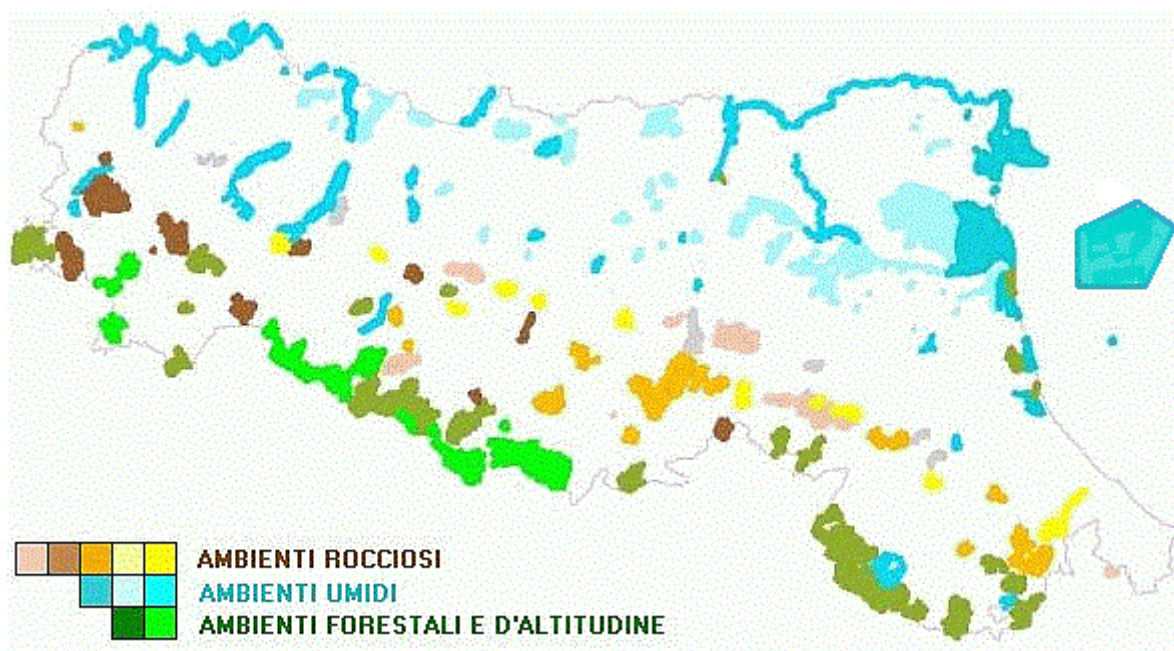 AMBIENTI ROCCIOSI
AMBIENTI UMIDI
AMBIENTI FORESTALI E D'ALTITUDINE